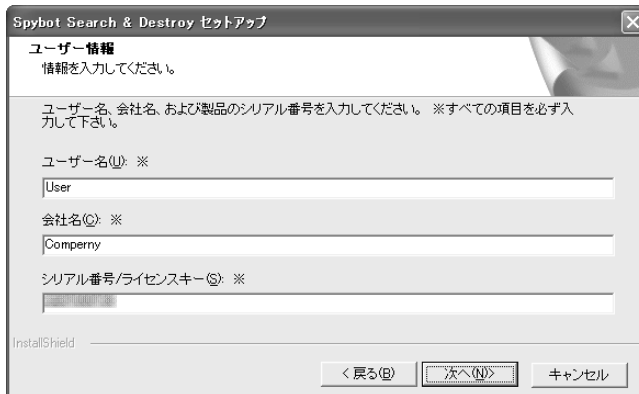 Spybot Search & Destroy セットアップ
ユーザー情報
情報を入力してください。
ユーザー名、会社名、および製品のシリアル番号を入力してください。 ※すべての項目を必ず入
力して下さい。
ユーザー名(U): ※
User
会社名(C): ※
Comperny
シリアル番号/ライセンスキー(S): ※
InstallShield
< 戻る(B)
次へ(N)>
キャンセル